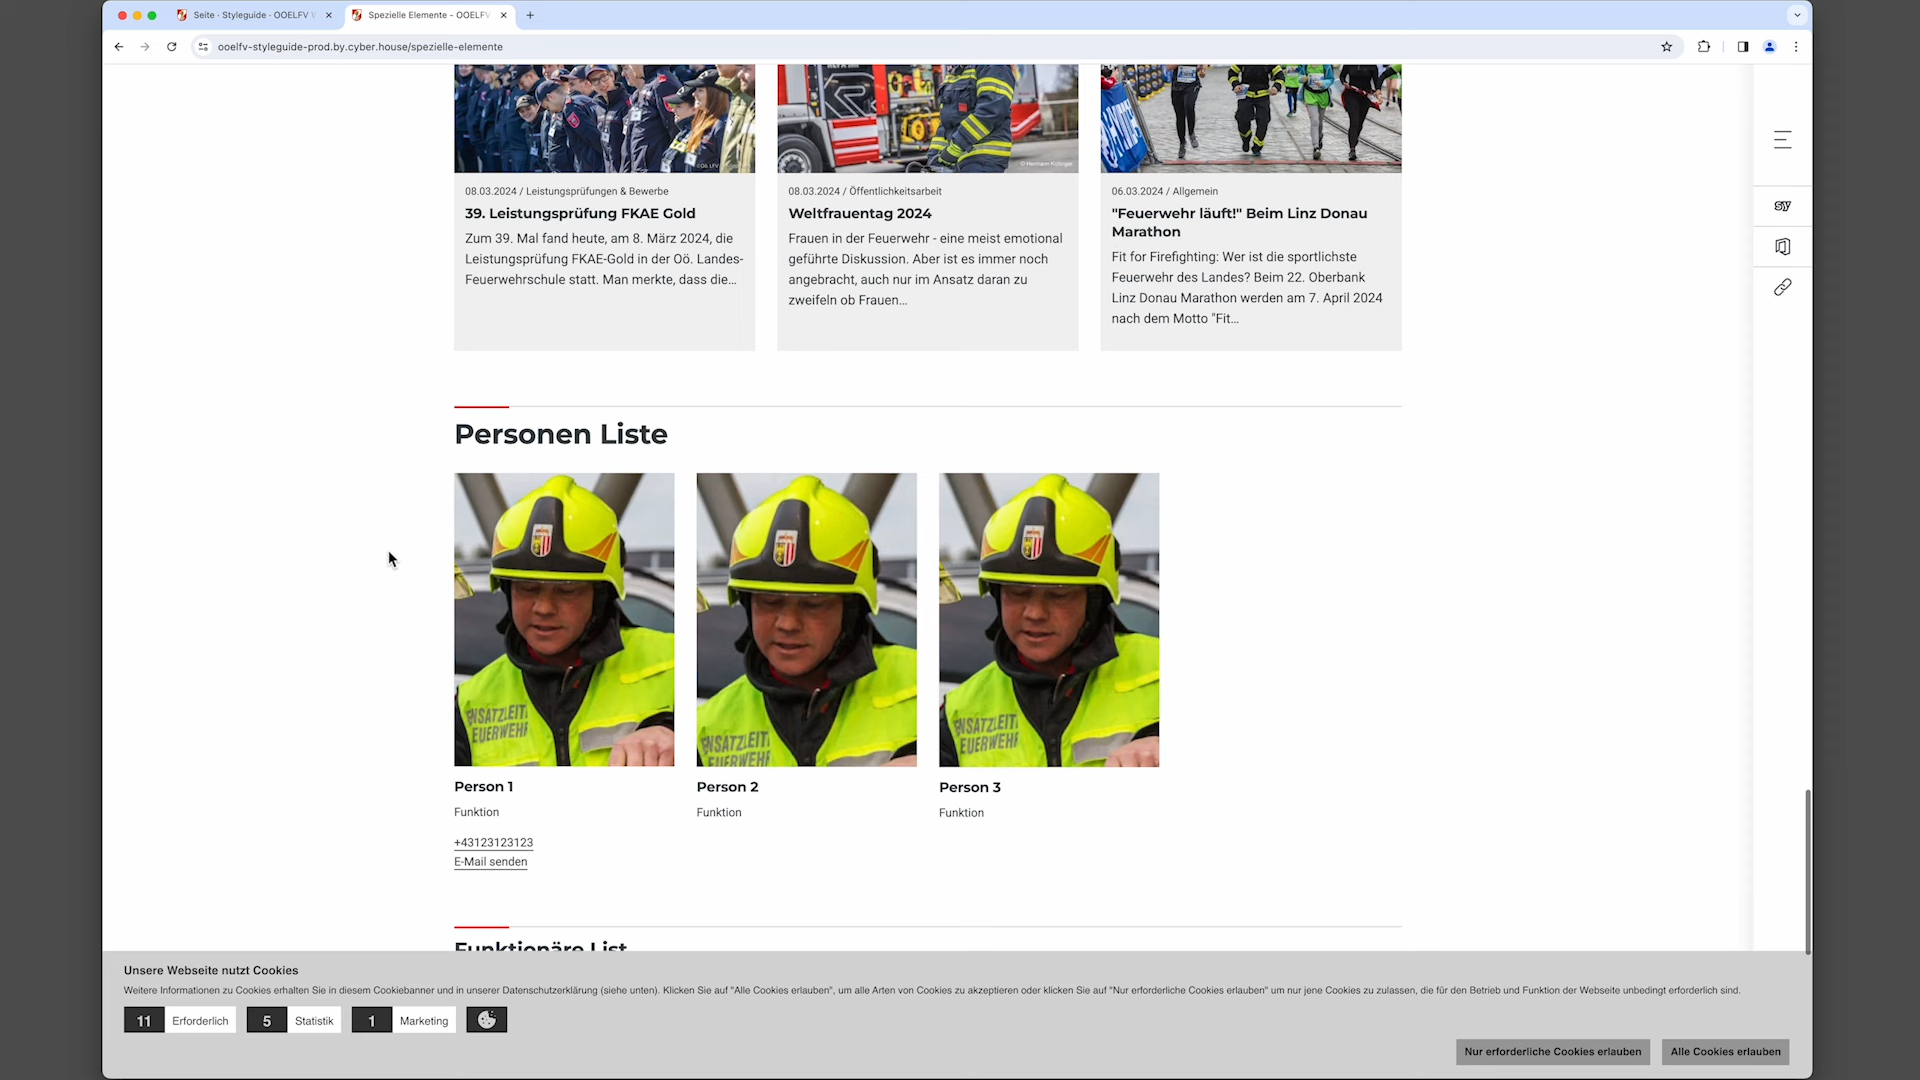 Seite · Styleguide · OOELFV
Spezielle Elemente - OOELFV
ooelfv-styleguide-prod.by.cyber.house/spezielle-elemente
© Hermann Kollinger
08.03.2024 / Leistungsprüfungen & Bewerbe
39. Leistungsprüfung FKAE Gold
Zum 39. Mal fand heute, am 8. März 2024, die
Leistungsprüfung FKAE-Gold in der Oö. Landes-
Feuerwehrschule statt. Man merkte, dass die...
08.03.2024 / Öffentlichkeitsarbeit
Weltfrauentag 2024
Frauen in der Feuerwehr - eine meist emotional
geführte Diskussion. Aber ist es immer noch
angebracht, auch nur im Ansatz daran zu
zweifeln ob Frauen...
06.03.2024 / Allgemein
"Feuerwehr läuft!" Beim Linz Donau
Marathon
Fit for Firefighting: Wer ist die sportlichste
Feuerwehr des Landes? Beim 22. Oberbank
Linz Donau Marathon werden am 7. April 2024
nach dem Motto "Fit...
sy
Personen Liste
Person 1
Funktion
+43123123123
E-Mail senden
Person 2
Funktion
Person 3
Funktion
Funktionäre List
Unsere Webseite nutzt Cookies
Weitere Informationen zu Cookies erhalten Sie in diesem Cookiebanner und in unserer Datenschutzerklärung (siehe unten). Klicken Sie auf "Alle Cookies erlauben", um alle Arten von Cookies zu akzeptieren oder klicken Sie auf "Nur erforderliche Cookies erlauben" um nur jene Cookies zu zulassen, die für den Betrieb und Funktion der Webseite unbedingt erforderlich sind.
11 Erforderlich 5 Statistik 1 Marketing
Nur erforderliche Cookies erlauben Alle Cookies erlauben